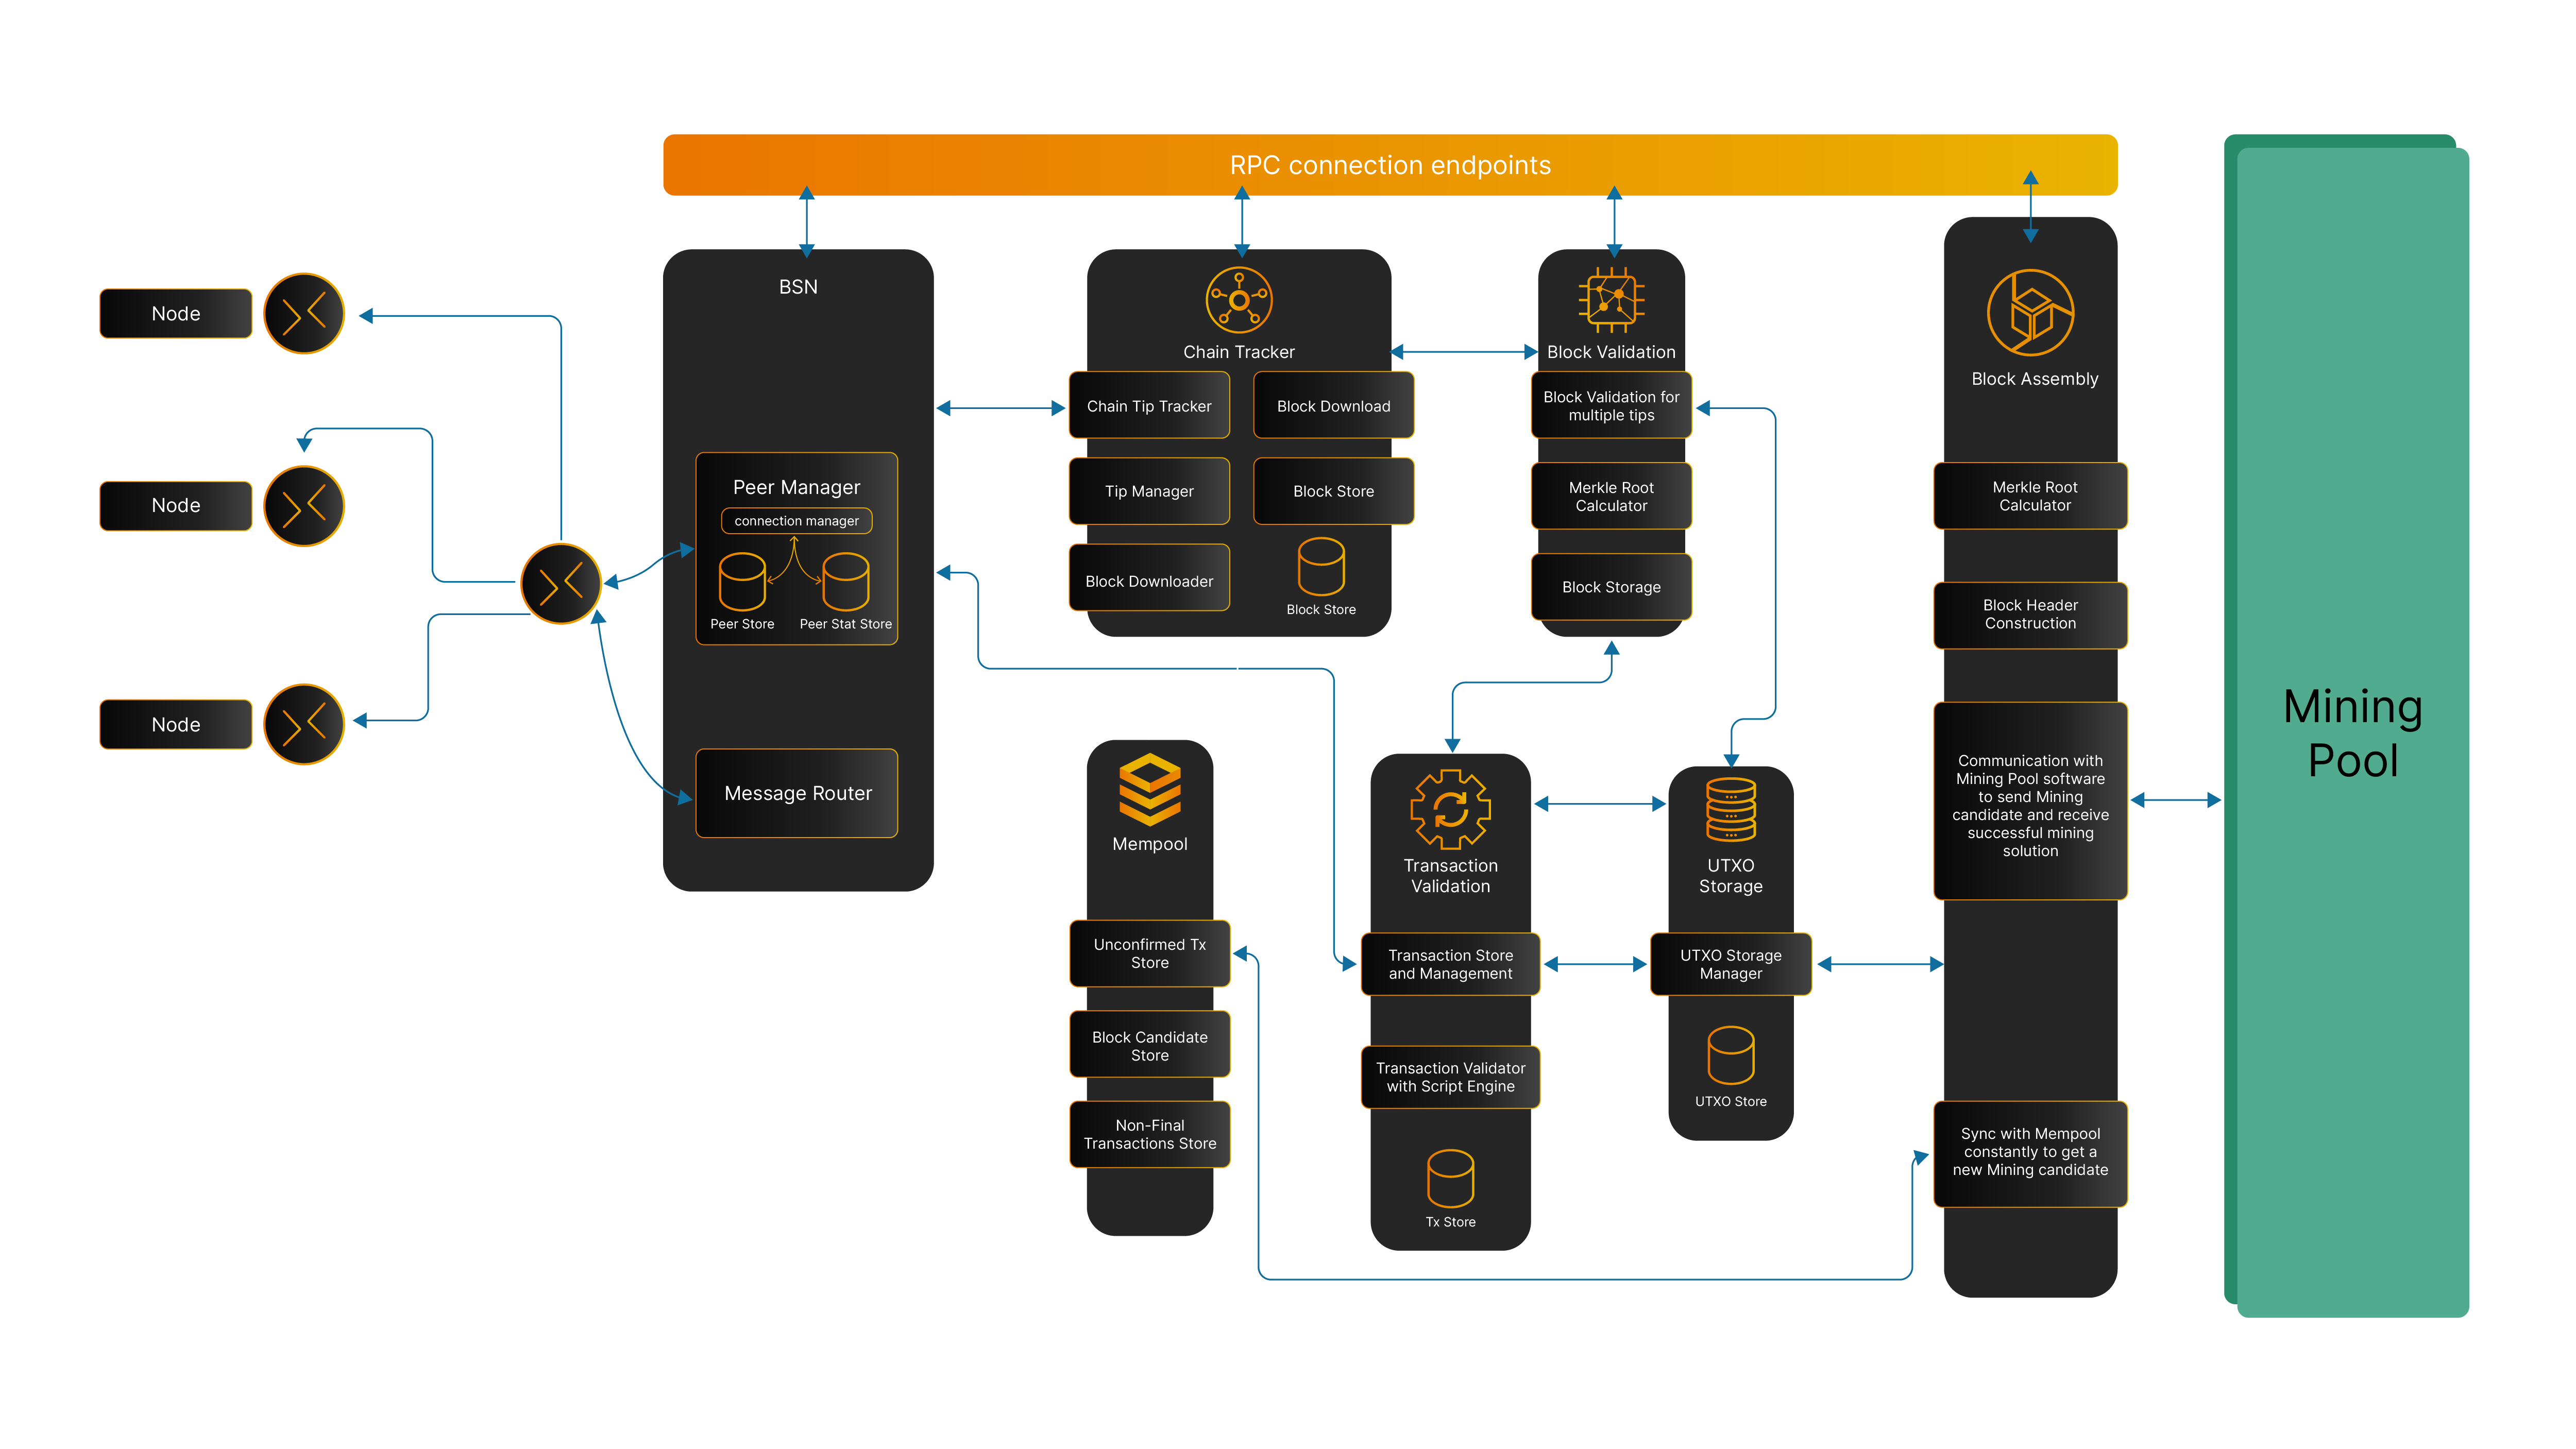 RPC connection endpoints
Node
Node
Node
BSN
Peer Manager
connection manager
Peer Store
Peer Stat Store
Message Router
Chain Tracker
Chain Tip Tracker
Block Download
Tip Manager
Block Store
Block Downloader
Block Store
Block Validation
Block Validation for
multiple tips
Merkle Root
Calculator
Block Storage
Mempool
Unconfirmed Tx
Store
Block Candidate
Store
Non-Final
Transactions Store
Transaction
Validation
Transaction Store
and Management
Transaction Validator
with Script Engine
Tx Store
UTXO
Storage
UTXO Storage
Manager
UTXO Store
Block Assembly
Merkle Root
Calculator
Block Header
Construction
Communication with
Mining Pool software
to send Mining
candidate and receive
successful mining
solution
Sync with Mempool
constantly to get a
new Mining candidate
Mining
Pool